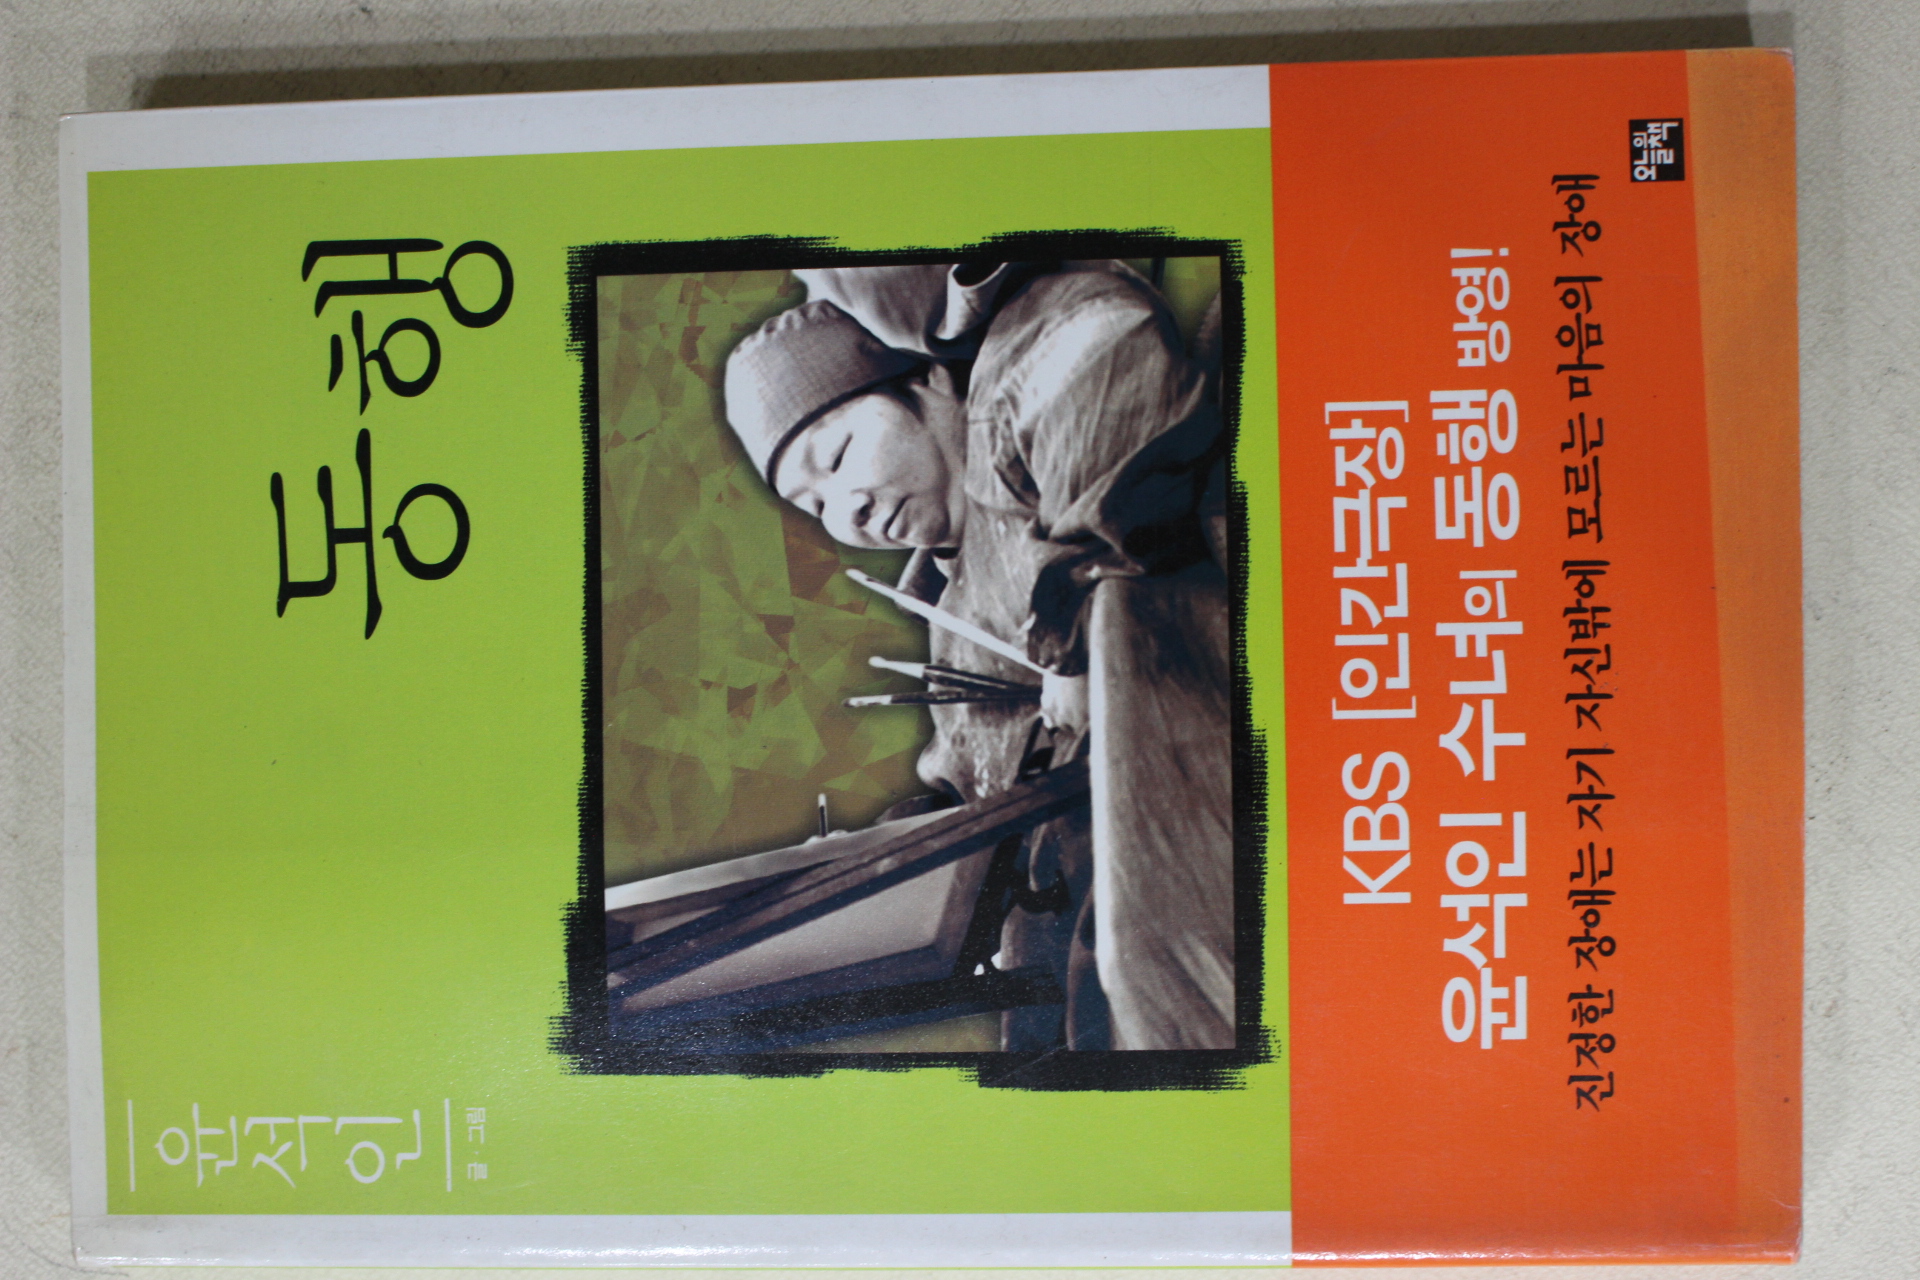 동행
윤석인
글·그림
KBS [인간극장]
윤석인 수녀의 동행 방영!
진정한 장애는 자기 자신밖에 모르는 마음의 장애
오늘의책